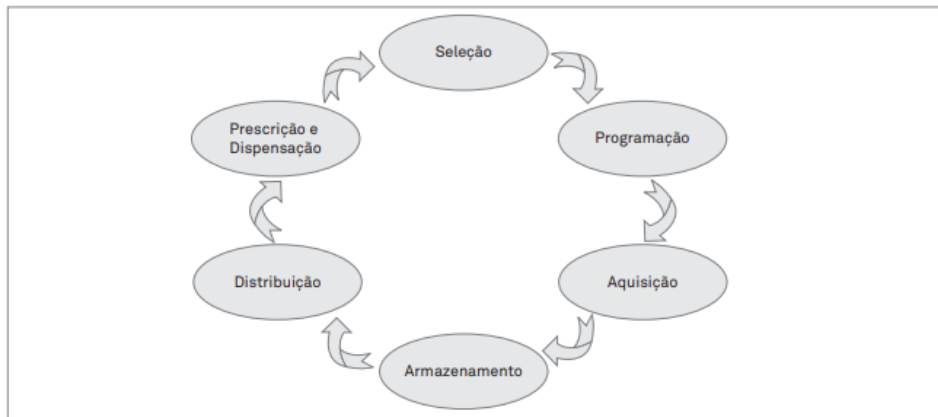 Seleção
Programação
Aquisição
Armazenamento
Distribuição
Prescrição e
Dispensação